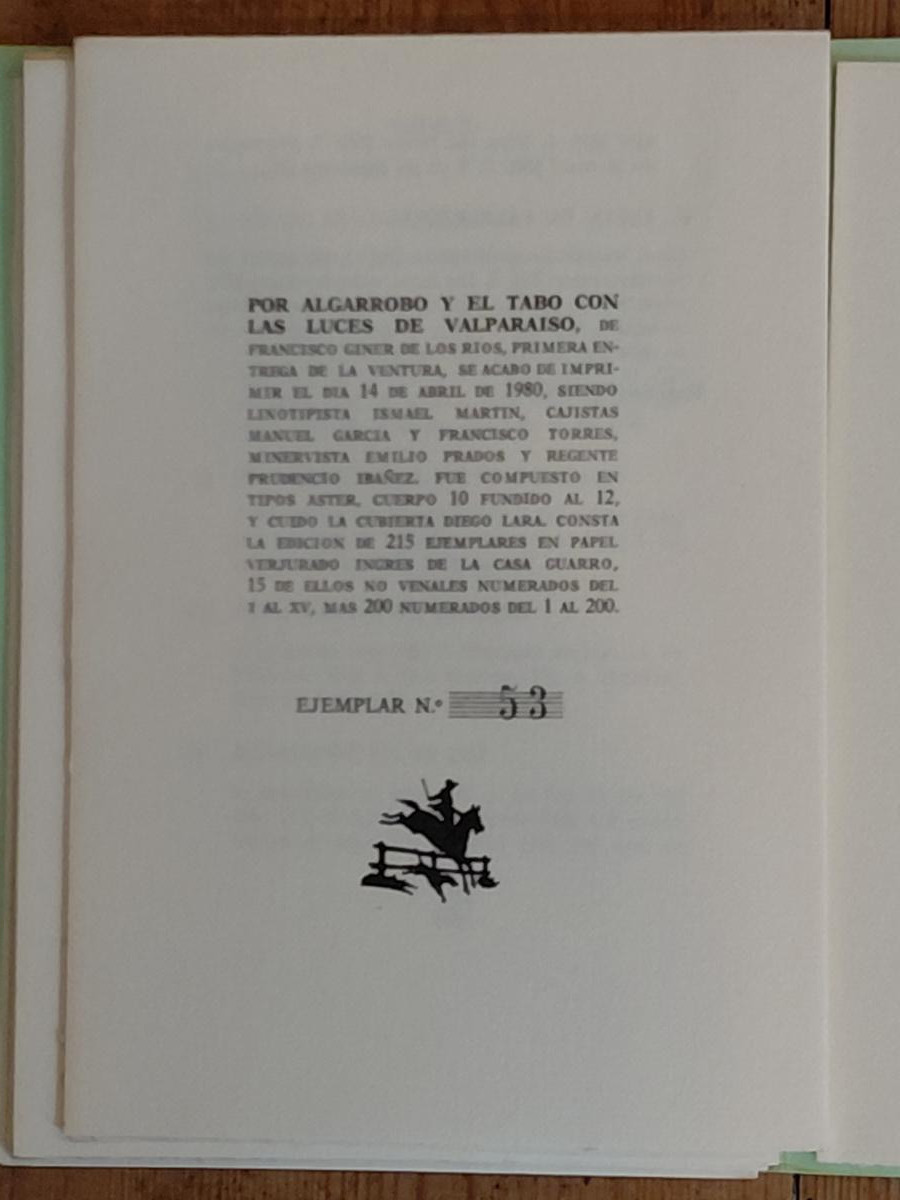 POR ALGARROBO Y EL TABO CON
LAS LUCES DE VALPARAISO, DE
FRANCISCO GINER DE LOS RIOS, PRIMERA EN-
TREGA DE LA VENTURA, SE ACABO DE IMPRI-
MIR EL DIA 14 DE ABRIL DE 1980, SIENDO
LINOTIPISTA ISMAEL MARTIN, CAJISTAS
MANUEL GARCIA Y FRANCISCO TORRES,
MINERVISTA EMILIO PRADOS Y REGENTE
PRUDENCIO IBAÑEZ. FUE COMPUESTO EN
TIPOS ASTER, CUERPO 10 FUNDIDO AL 12,
Y CUIDO LA CUBIERTA DIEGO LARA. CONSTA
LA EDICION DE 215 EJEMPLARES EN PAPEL
VERJURADO INGRES DE LA CASA GUARRO,
15 DE ELLOS NO VENALES NUMERADOS DEL
I AL XV, MAS 200 NUMERADOS DEL 1 AL 200.
EJEMPLAR N.º 53